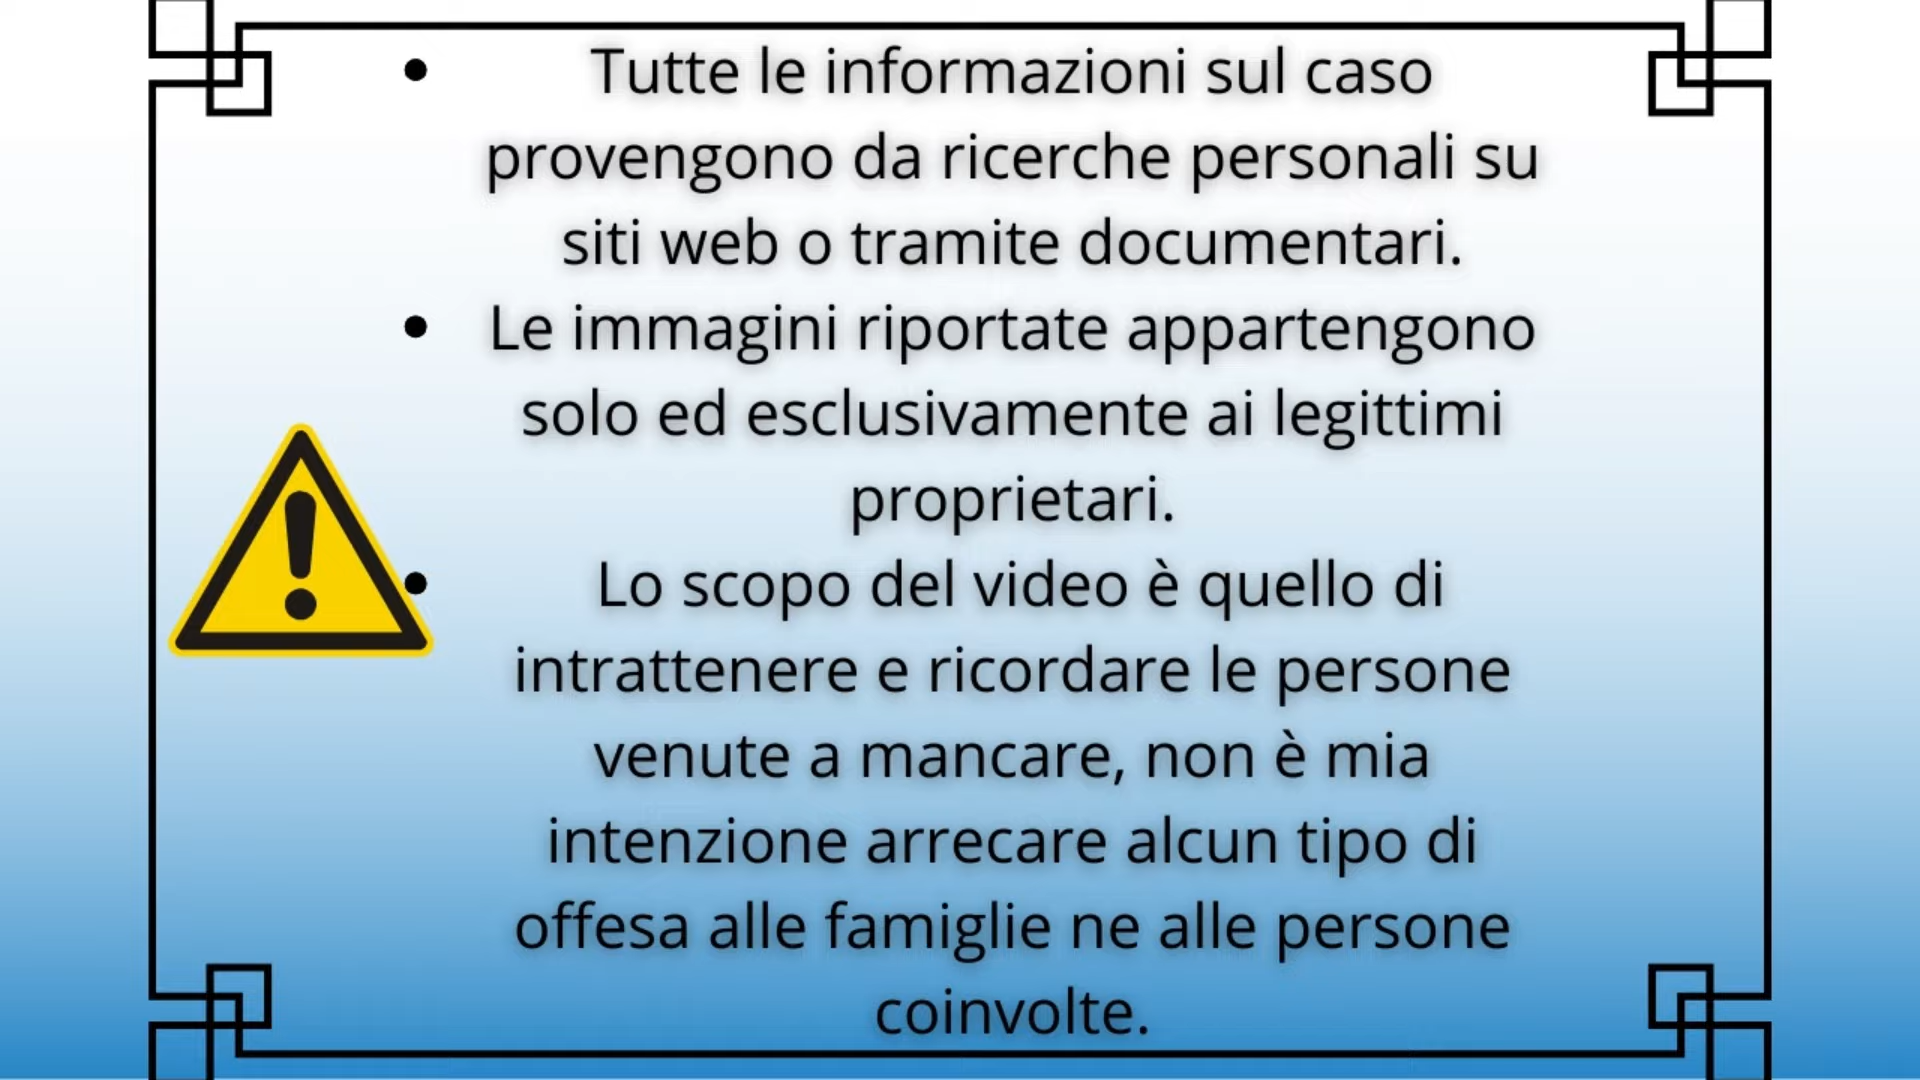 • Tutte le informazioni sul caso
provengono da ricerche personali su
siti web o tramite documentari.
• Le immagini riportate appartengono
solo ed esclusivamente ai legittimi
proprietari.
• Lo scopo del video è quello di
intrattenere e ricordare le persone
venute a mancare, non è mia
intenzione arrecare alcun tipo di
offesa alle famiglie ne alle persone
coinvolte.